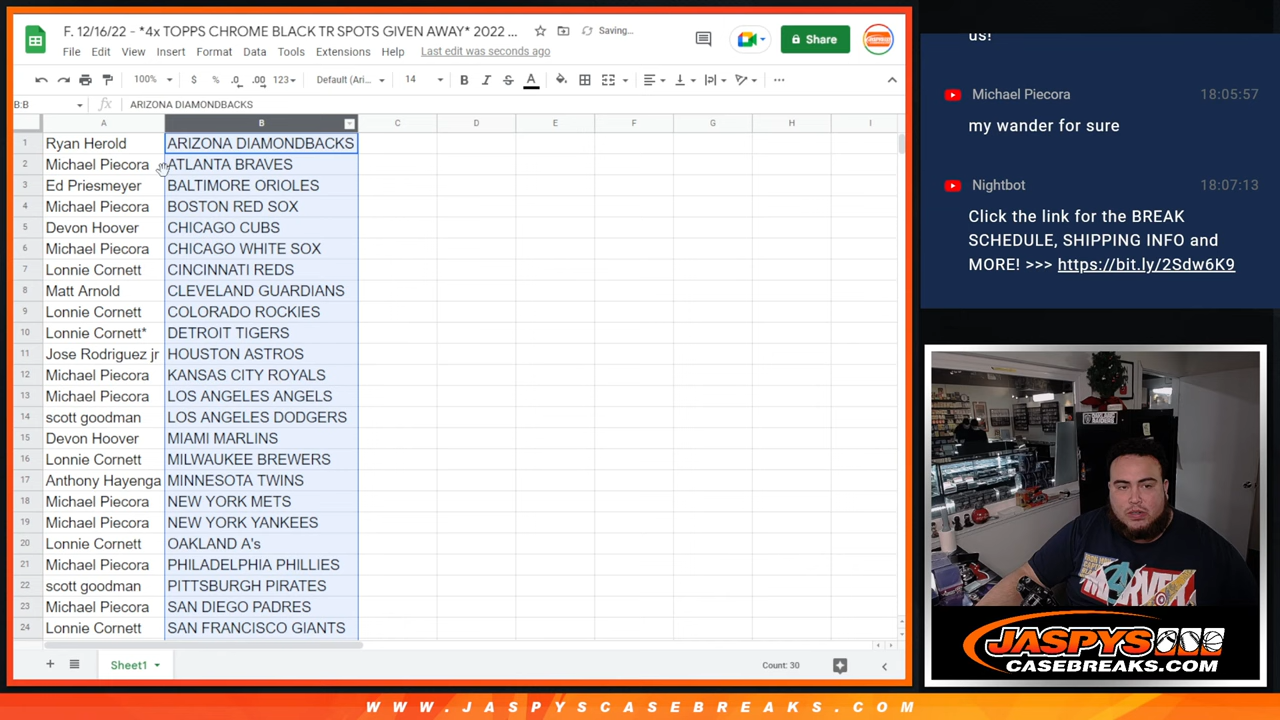 F. 12/16/22 - *4x TOPPS CHROME BLACK TR SPOTS GIVEN AWAY* 2022 ...
Saving...
File Edit View Insert Format Data Tools Extensions Help Last edit was seconds ago
Share
100% $ % .0 .00 123 Default (Ari... 14 B I S A
B:B fx ARIZONA DIAMONDBACKS
A B C D E F G H I
1 Ryan Herold ARIZONA DIAMONDBACKS
2 Michael Piecora ATLANTA BRAVES
3 Ed Priesmeyer BALTIMORE ORIOLES
4 Michael Piecora BOSTON RED SOX
5 Devon Hoover CHICAGO CUBS
6 Michael Piecora CHICAGO WHITE SOX
7 Lonnie Cornett CINCINNATI REDS
8 Matt Arnold CLEVELAND GUARDIANS
9 Lonnie Cornett COLORADO ROCKIES
10 Lonnie Cornett* DETROIT TIGERS
11 Jose Rodriguez jr HOUSTON ASTROS
12 Michael Piecora KANSAS CITY ROYALS
13 Michael Piecora LOS ANGELES ANGELS
14 scott goodman LOS ANGELES DODGERS
15 Devon Hoover MIAMI MARLINS
16 Lonnie Cornett MILWAUKEE BREWERS
17 Anthony Hayenga MINNESOTA TWINS
18 Michael Piecora NEW YORK METS
19 Michael Piecora NEW YORK YANKEES
20 Lonnie Cornett OAKLAND A's
21 Michael Piecora PHILADELPHIA PHILLIES
22 scott goodman PITTSBURGH PIRATES
23 Michael Piecora SAN DIEGO PADRES
24 Lonnie Cornett SAN FRANCISCO GIANTS
Sheet1
Count: 30
us!
Michael Piecora 18:05:57
my wander for sure
Nightbot 18:07:13
Click the link for the BREAK
SCHEDULE, SHIPPING INFO and
MORE! >>> https://bit.ly/2Sdw6K9
MARVEL
JASPYS
CASEBREAKS.COM
WWW.JASPYSCASEBREAKS.COM